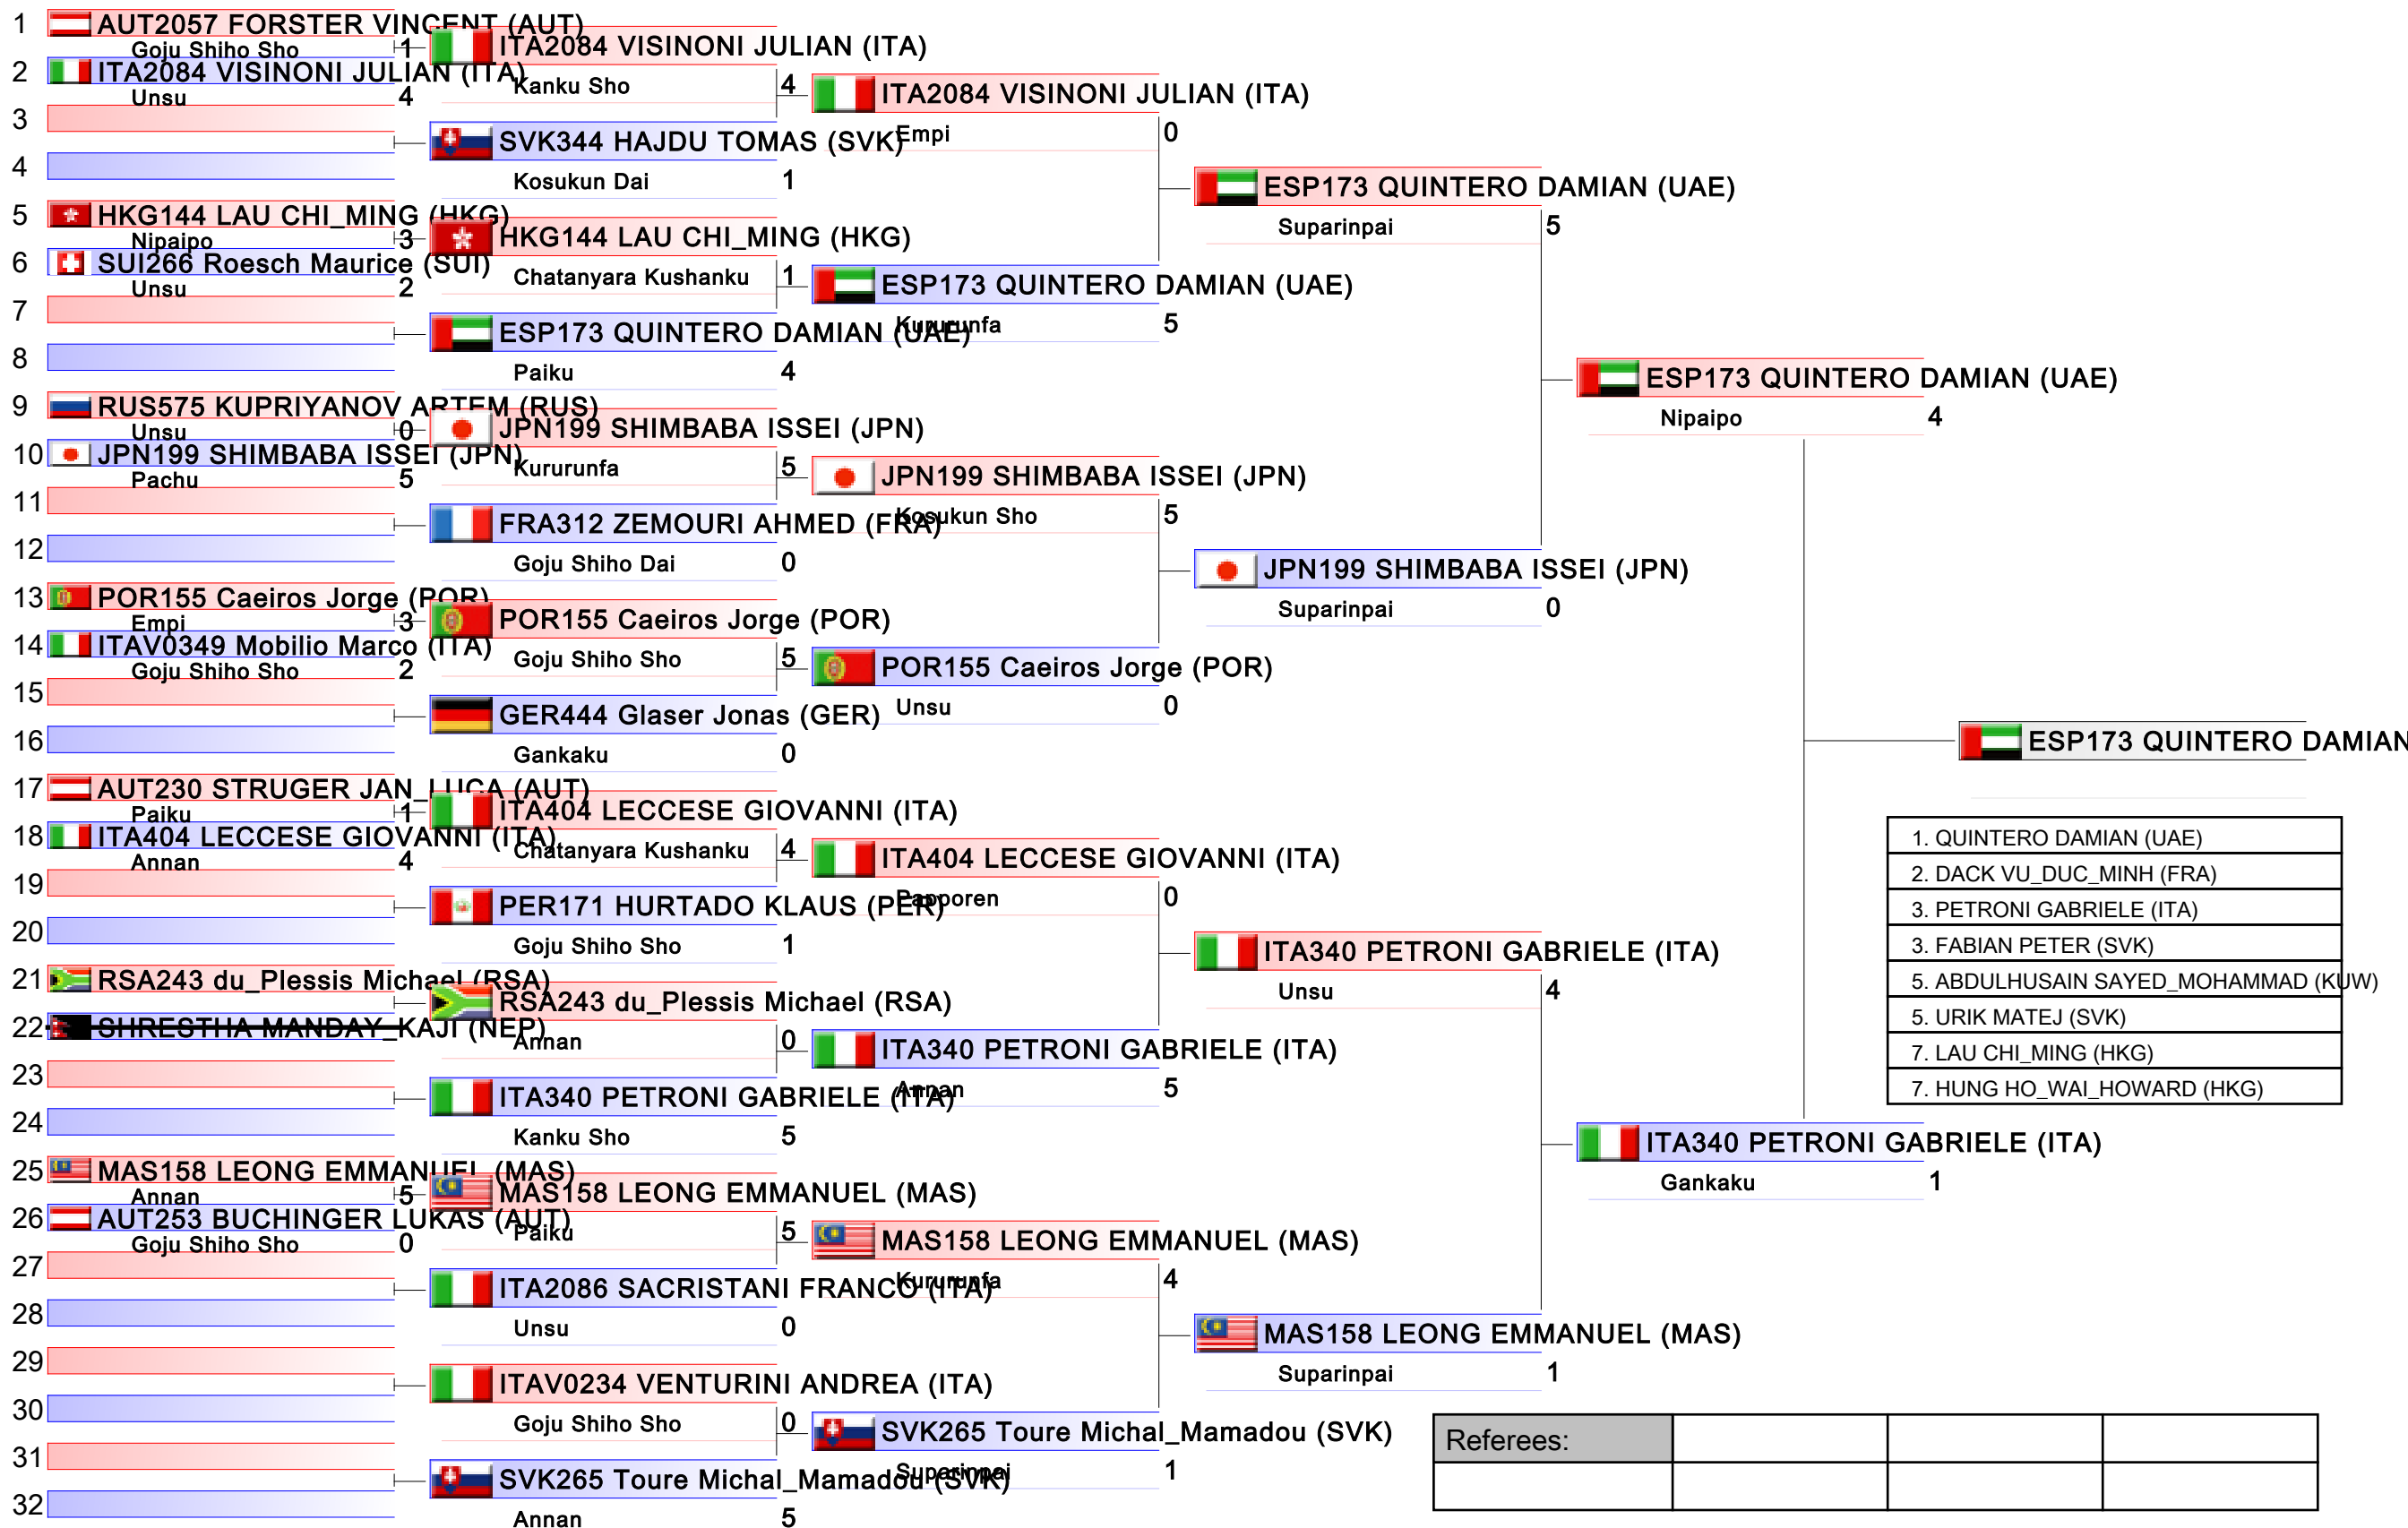 1 AUT2057 FORSTER VINCENT (AUT)
Goju Shiho Sho 1
2 ITA2084 VISINONI JULIAN (ITA)
Unsu 4
3
4
5 HKG144 LAU CHI_MING (HKG)
Nipaipo 3
6 SUI266 Roesch Maurice (SUI)
Unsu 2
7
8
9 RUS575 KUPRIYANOV ARTEM (RUS)
Unsu 0
10 JPN199 SHIMBABA ISSEI (JPN)
Pachu 5
11
12
13 POR155 Caeiros Jorge (POR)
Empi 3
14 ITAV0349 Mobilio Marco (ITA)
Goju Shiho Sho 2
15
16
17 AUT230 STRUGER JAN_LUCA (AUT)
Paiku 1
18 ITA404 LECCESE GIOVANNI (ITA)
Annan 4
19
20
21 RSA243 du_Plessis Michael (RSA)
22 SHRESTHA MANDAY_KAJI (NEP)
23
24
25 MAS158 LEONG EMMANUEL (MAS)
Annan 5
26 AUT253 BUCHINGER LUKAS (AUT)
Goju Shiho Sho 0
27
28
29
30
31
32
ITA2084 VISINONI JULIAN (ITA)
Kanku Sho 4
SVK344 HAJDU TOMAS (SVK)
Kosukun Dai 1
HKG144 LAU CHI_MING (HKG)
Chatanyara Kushanku 1
ESP173 QUINTERO DAMIAN (UAE)
Paiku 4
JPN199 SHIMBABA ISSEI (JPN)
Kururunfa 5
FRA312 ZEMOURI AHMED (FRA)
Goju Shiho Dai 0
POR155 Caeiros Jorge (POR)
Goju Shiho Sho 5
GER444 Glaser Jonas (GER)
Gankaku 0
ITA404 LECCESE GIOVANNI (ITA)
Chatanyara Kushanku 4
PER171 HURTADO KLAUS (PER)
Goju Shiho Sho 1
RSA243 du_Plessis Michael (RSA)
Annan 0
ITA340 PETRONI GABRIELE (ITA)
Kanku Sho 5
MAS158 LEONG EMMANUEL (MAS)
Paiku 5
ITA2086 SACRISTANI FRANCO (ITA)
Unsu 0
ITAV0234 VENTURINI ANDREA (ITA)
Goju Shiho Sho 0
SVK265 Toure Michal_Mamadou (SVK)
Annan 5
ITA2084 VISINONI JULIAN (ITA)
Empi 0
ESP173 QUINTERO DAMIAN (UAE)
Kururunfa 5
JPN199 SHIMBABA ISSEI (JPN)
Kosukun Sho 5
POR155 Caeiros Jorge (POR)
Unsu 0
ITA404 LECCESE GIOVANNI (ITA)
Papporen 0
ITA340 PETRONI GABRIELE (ITA)
Annan 5
MAS158 LEONG EMMANUEL (MAS)
Kururunfa 4
SVK265 Toure Michal_Mamadou (SVK)
Suparinpai 1
ESP173 QUINTERO DAMIAN (UAE)
Suparinpai 5
JPN199 SHIMBABA ISSEI (JPN)
Suparinpai 0
ITA340 PETRONI GABRIELE (ITA)
Unsu 4
MAS158 LEONG EMMANUEL (MAS)
Suparinpai 1
ESP173 QUINTERO DAMIAN (UAE)
Nipaipo 4
ITA340 PETRONI GABRIELE (ITA)
Gankaku 1
ESP173 QUINTERO DAMIAN
1. QUINTERO DAMIAN (UAE)
2. DACK VU_DUC_MINH (FRA)
3. PETRONI GABRIELE (ITA)
3. FABIAN PETER (SVK)
5. ABDULHUSAIN SAYED_MOHAMMAD (KUW)
5. URIK MATEJ (SVK)
7. LAU CHI_MING (HKG)
7. HUNG HO_WAI_HOWARD (HKG)
Referees: